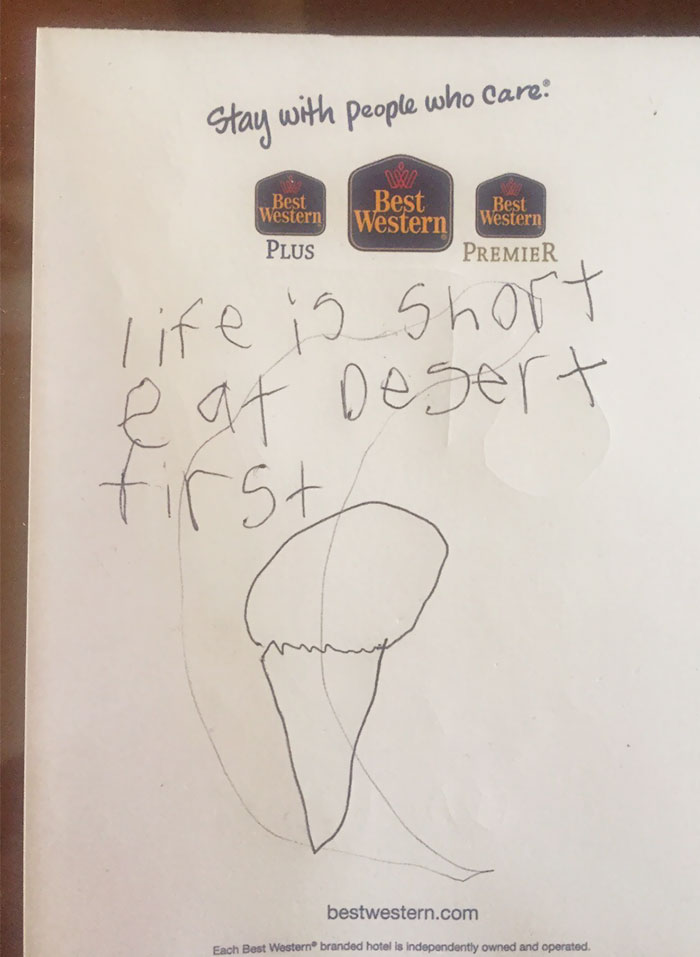 Stay with people who care.®
Best Western PLUS
Best Western®
Best Western PREMIER
life is short
eat Desert
first
bestwestern.com
Each Best Western® branded hotel is independently owned and operated.